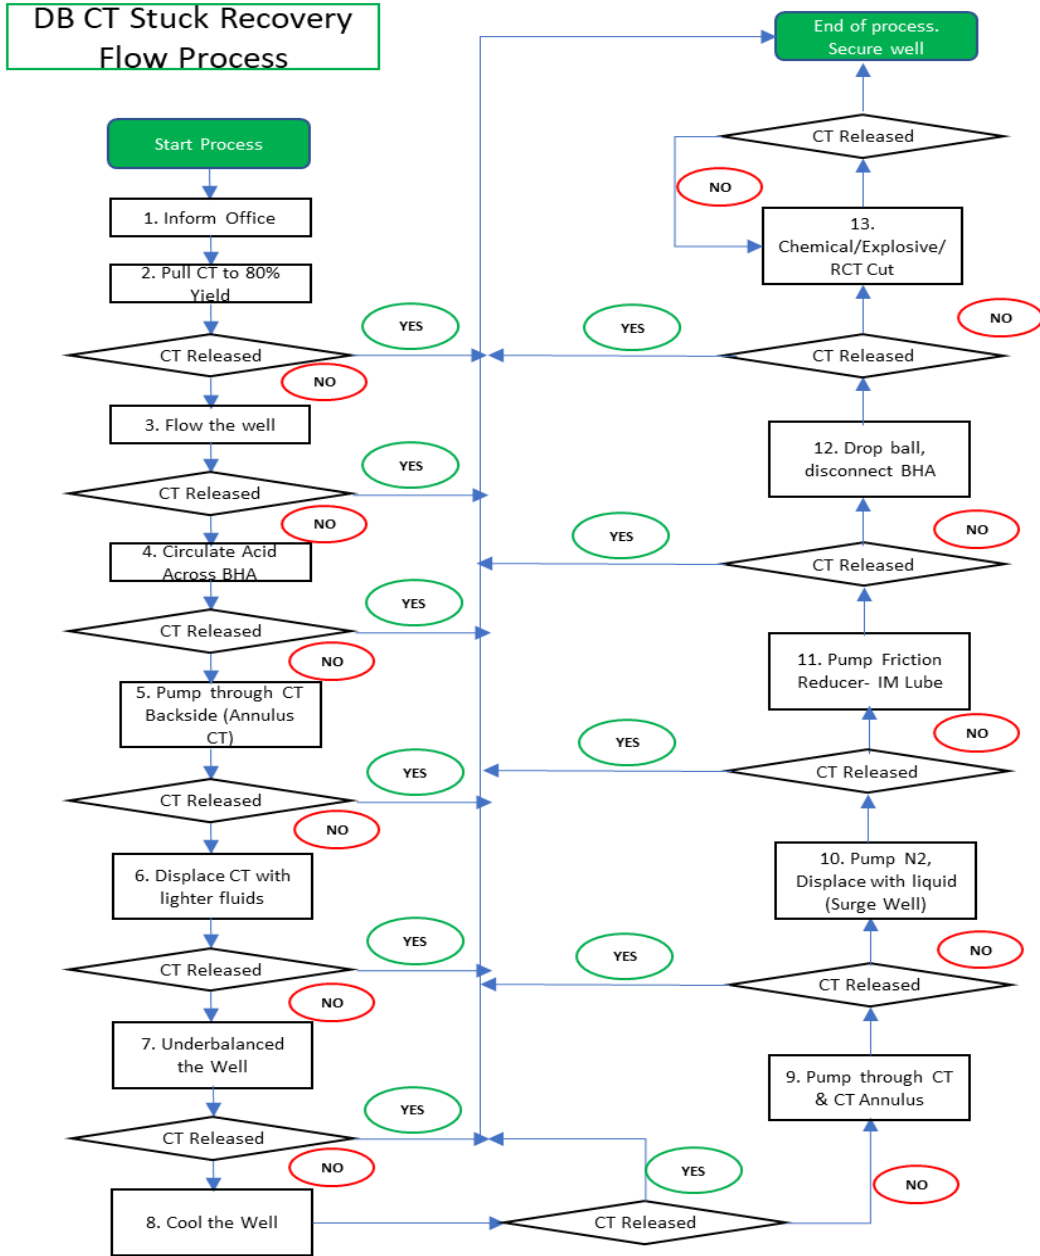 DB CT Stuck Recovery
Flow Process
Start Process
1. Inform Office
2. Pull CT to 80%
Yield
YES
CT Released
NO
3. Flow the well
YES
CT Released
NO
4. Circulate Acid
Across BHA
YES
CT Released
NO
5. Pump through CT
Backside (Annulus
CT)
YES
CT Released
NO
6. Displace CT with
lighter fluids
YES
CT Released
NO
7. Underbalanced
the Well
YES
CT Released
NO
8. Cool the Well
CT Released
YES
NO
9. Pump through CT
& CT Annulus
CT Released
YES
NO
10. Pump N2,
Displace with liquid
(Surge Well)
CT Released
YES
NO
11. Pump Friction
Reducer- IM Lube
CT Released
YES
NO
12. Drop ball,
disconnect BHA
CT Released
YES
NO
13.
Chemical/Explosive/
RCT Cut
NO
CT Released
End of process.
Secure well